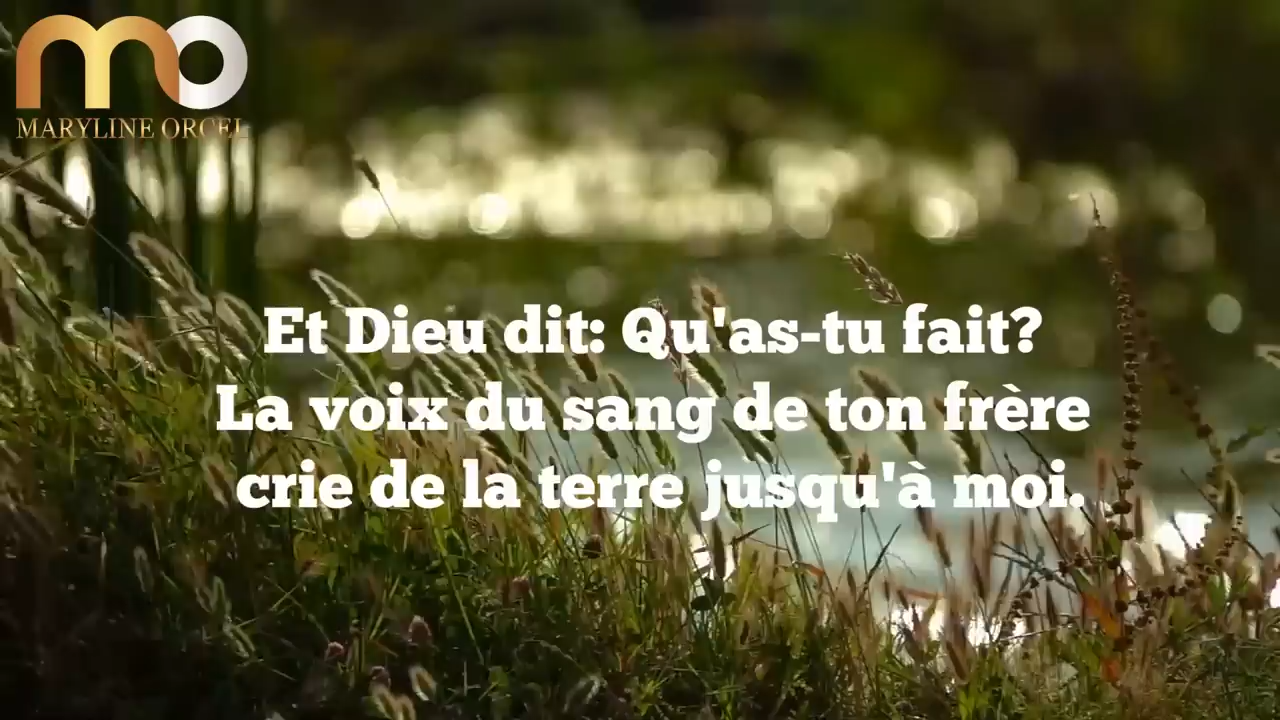 mo
MARYLINE ORCEL
Et Dieu dit: Qu'as-tu fait?
La voix du sang de ton frère
crie de la terre jusqu'à moi.